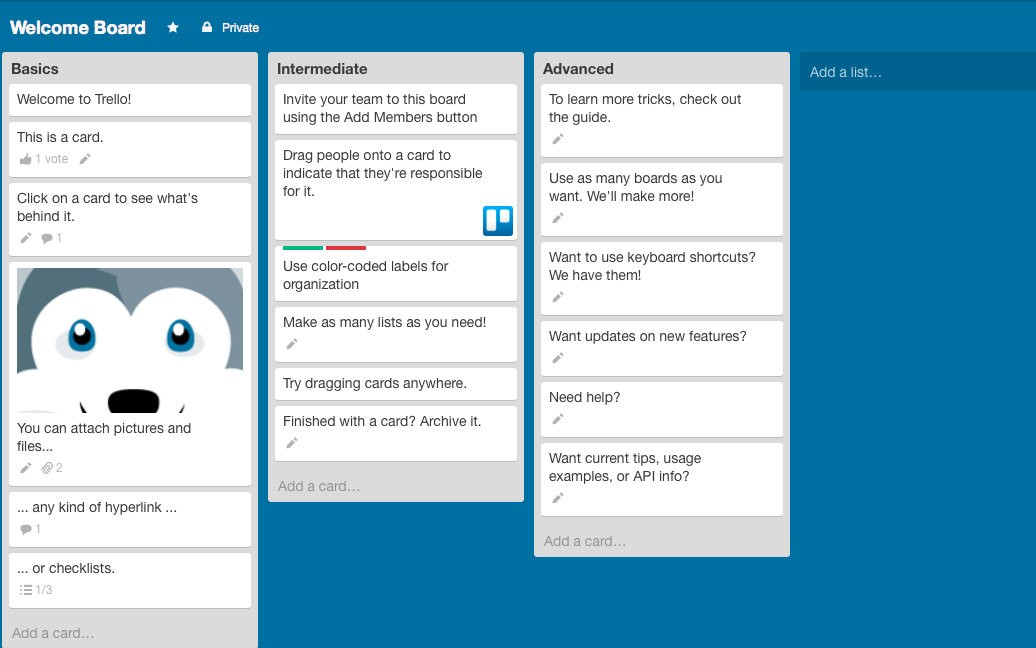 Welcome Board
Private
Basics
Welcome to Trello!
This is a card.
1 vote
Click on a card to see what's
behind it.
1
You can attach pictures and
files...
2
... any kind of hyperlink ...
1
... or checklists.
1/3
Add a card...
Intermediate
Invite your team to this board
using the Add Members button
Drag people onto a card to
indicate that they're responsible
for it.
Use color-coded labels for
organization
Make as many lists as you need!
Try dragging cards anywhere.
Finished with a card? Archive it.
Add a card...
Advanced
To learn more tricks, check out
the guide.
Use as many boards as you
want. We'll make more!
Want to use keyboard shortcuts?
We have them!
Want updates on new features?
Need help?
Want current tips, usage
examples, or API info?
Add a card...
Add a list...